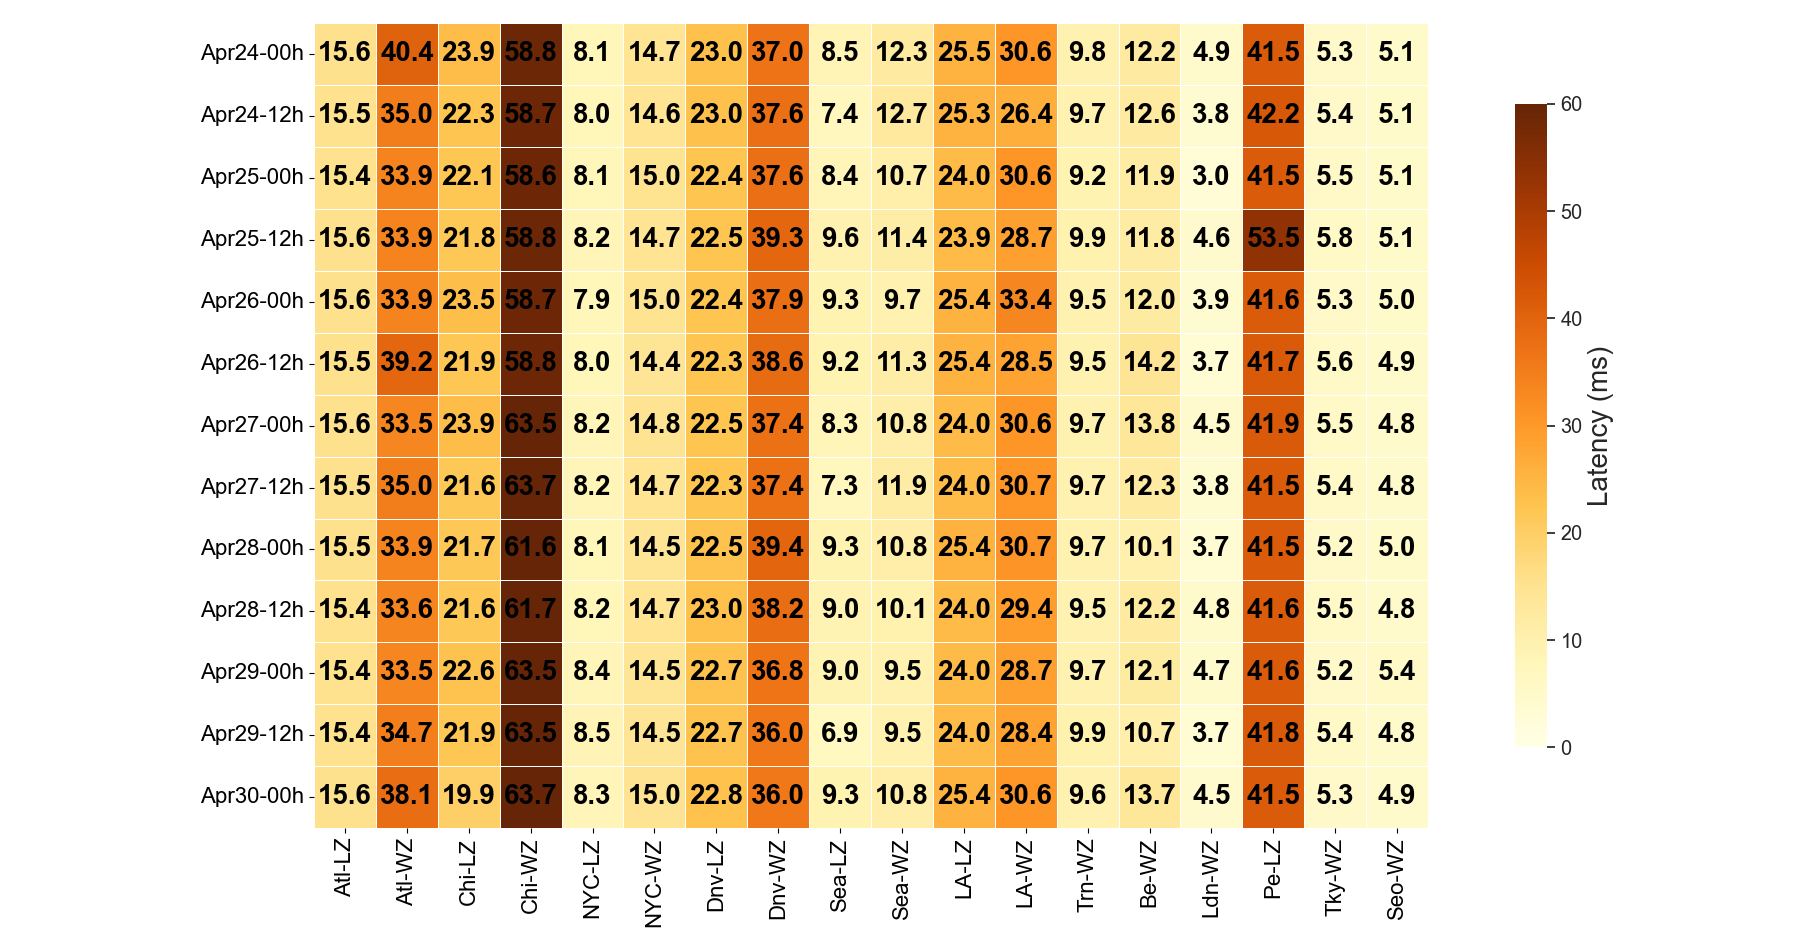 Apr24-00h 15.6 40.4 23.9 58.8 8.1 14.7 23.0 37.0 8.5 12.3 25.5 30.6 9.8 12.2 4.9 41.5 5.3 5.1
Apr24-12h 15.5 35.0 22.3 58.7 8.0 14.6 23.0 37.6 7.4 12.7 25.3 26.4 9.7 12.6 3.8 42.2 5.4 5.1
Apr25-00h 15.4 33.9 22.1 58.6 8.1 15.0 22.4 37.6 8.4 10.7 24.0 30.6 9.2 11.9 3.0 41.5 5.5 5.1
Apr25-12h 15.6 33.9 21.8 58.8 8.2 14.7 22.5 39.3 9.6 11.4 23.9 28.7 9.9 11.8 4.6 53.5 5.8 5.1
Apr26-00h 15.6 33.9 23.5 58.7 7.9 15.0 22.4 37.9 9.3 9.7 25.4 33.4 9.5 12.0 3.9 41.6 5.3 5.0
Apr26-12h 15.5 39.2 21.9 58.8 8.0 14.4 22.3 38.6 9.2 11.3 25.4 28.5 9.5 14.2 3.7 41.7 5.6 4.9
Apr27-00h 15.6 33.5 23.9 63.5 8.2 14.8 22.5 37.4 8.3 10.8 24.0 30.6 9.7 13.8 4.5 41.9 5.5 4.8
Apr27-12h 15.5 35.0 21.6 63.7 8.2 14.7 22.3 37.4 7.3 11.9 24.0 30.7 9.7 12.3 3.8 41.5 5.4 4.8
Apr28-00h 15.5 33.9 21.7 61.6 8.1 14.5 22.5 39.4 9.3 10.8 25.4 30.7 9.7 10.1 3.7 41.5 5.2 5.0
Apr28-12h 15.4 33.6 21.6 61.7 8.2 14.7 23.0 38.2 9.0 10.1 24.0 29.4 9.5 12.2 4.8 41.6 5.5 4.8
Apr29-00h 15.4 33.5 22.6 63.5 8.4 14.5 22.7 36.8 9.0 9.5 24.0 28.7 9.7 12.1 4.7 41.6 5.2 5.4
Apr29-12h 15.4 34.7 21.9 63.5 8.5 14.5 22.7 36.0 6.9 9.5 24.0 28.4 9.9 10.7 3.7 41.8 5.4 4.8
Apr30-00h 15.6 38.1 19.9 63.7 8.3 15.0 22.8 36.0 9.3 10.8 25.4 30.6 9.6 13.7 4.5 41.5 5.3 4.9
Atl-LZ Atl-WZ Chi-LZ Chi-WZ NYC-LZ NYC-WZ Dnv-LZ Dnv-WZ Sea-LZ Sea-WZ LA-LZ LA-WZ Trn-WZ Be-WZ Ldn-WZ Pe-LZ Tky-WZ Seo-WZ
60
50
40
30
20
10
0
Latency (ms)